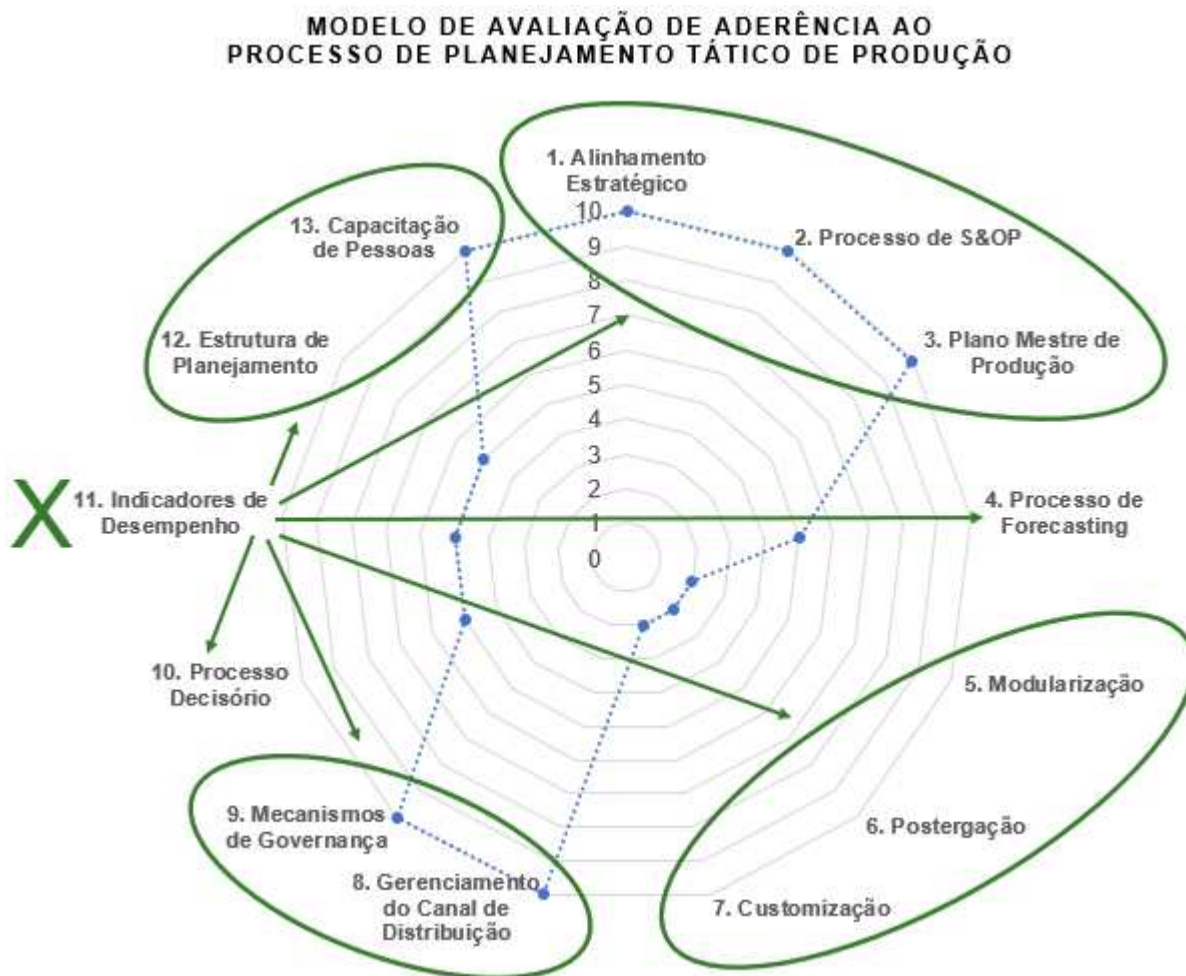 MODELO DE AVALIAÇÃO DE ADERÊNCIA AO
PROCESSO DE PLANEJAMENTO TÁTICO DE PRODUÇÃO
1. Alinhamento
Estratégico
13. Capacitação
de Pessoas
2. Processo de S&OP
12. Estrutura de
Planejamento
3. Plano Mestre de
Produção
10
9
8
7
6
5
4
3
2
1
0
X
11. Indicadores de
Desempenho
4. Processo de
Forecasting
10. Processo
Decisório
5. Modularização
9. Mecanismos
de Governança
6. Postergação
8. Gerenciamento
do Canal de
Distribuição
7. Customização